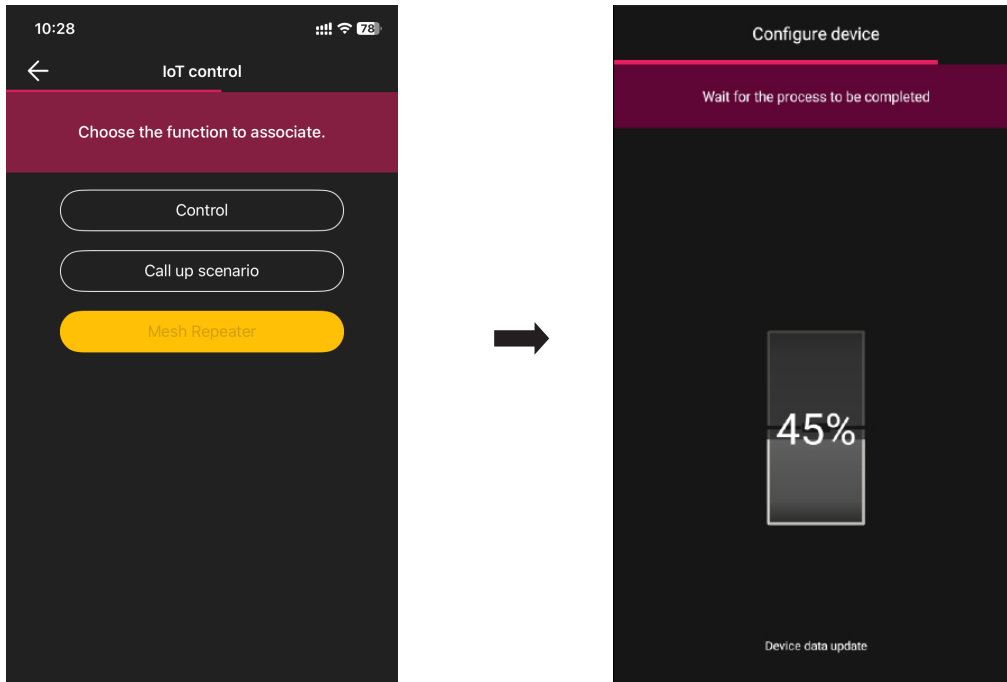 10:28
78
IoT control
Choose the function to associate.
Control
Call up scenario
Mesh Repeater
Configure device
Wait for the process to be completed
45%
Device data update